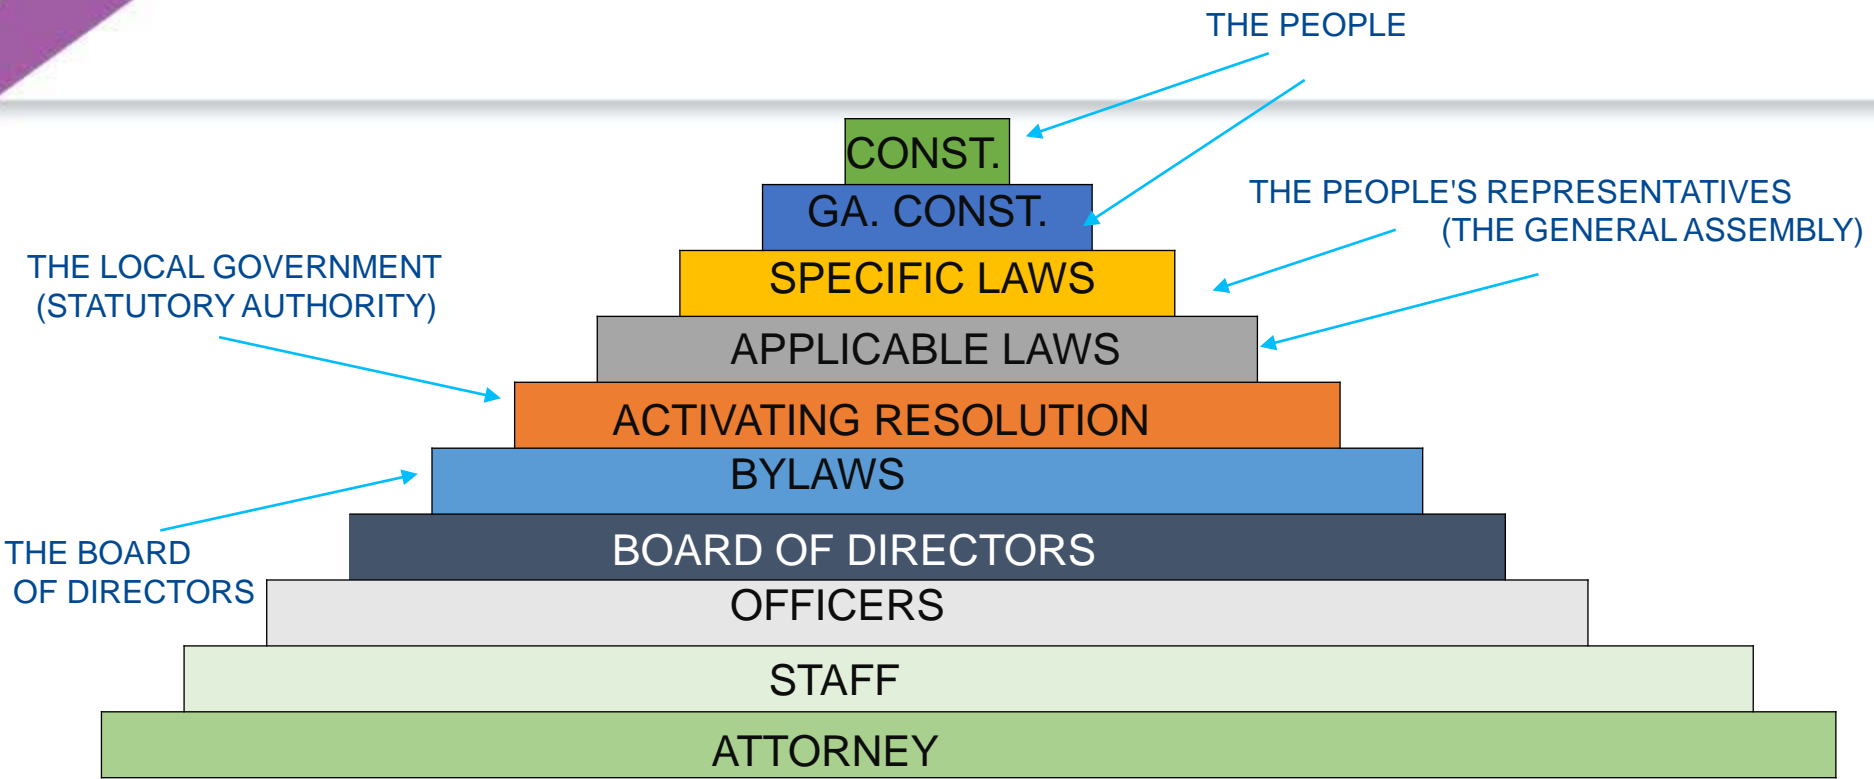 THE PEOPLE
CONST.
GA. CONST.
THE PEOPLE'S REPRESENTATIVES
(THE GENERAL ASSEMBLY)
SPECIFIC LAWS
THE LOCAL GOVERNMENT
(STATUTORY AUTHORITY)
APPLICABLE LAWS
ACTIVATING RESOLUTION
BYLAWS
THE BOARD
OF DIRECTORS
BOARD OF DIRECTORS
OFFICERS
STAFF
ATTORNEY